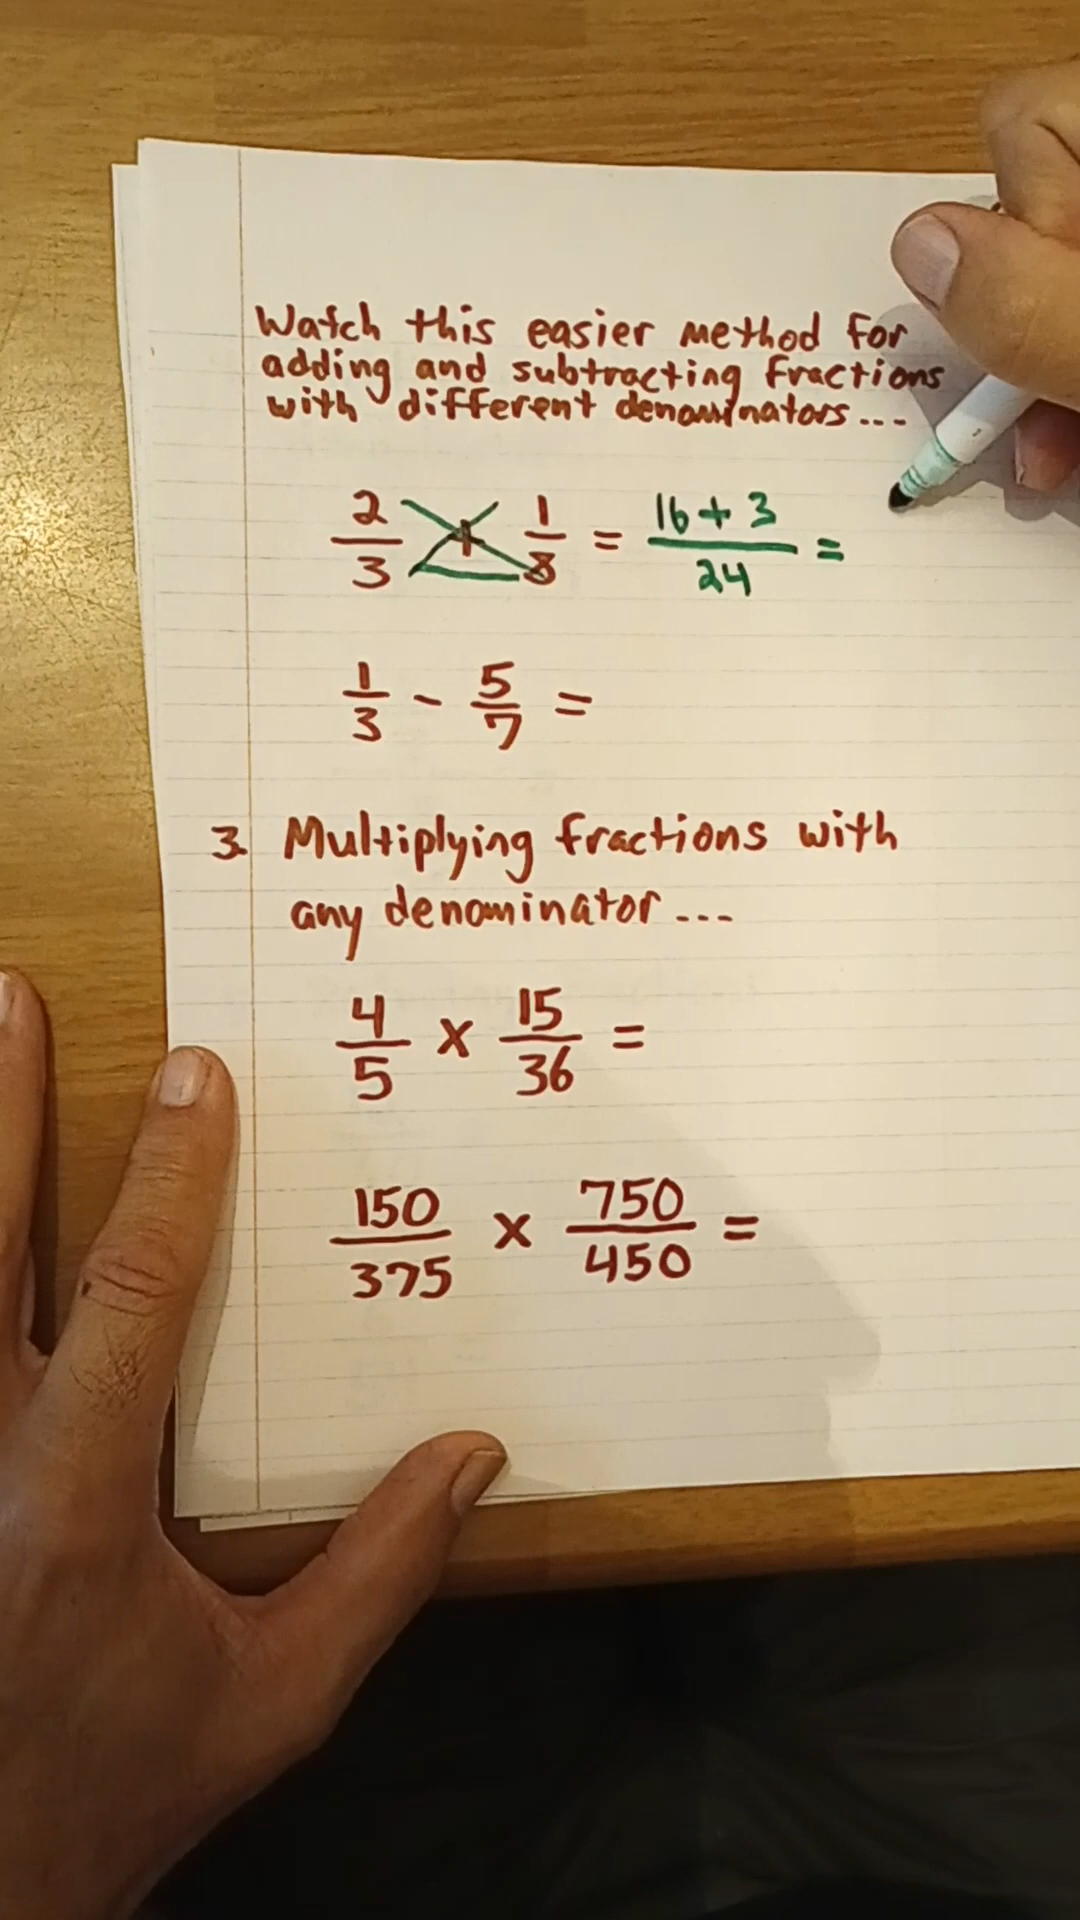 Watch this easier method for
adding and subtracting fractions
with different denominators...
2/3 + 1/8 = 16+3/24 =
1/3 - 5/7 =
3. Multiplying fractions with
any denominator...
4/5 x 15/36 =
150/375 x 750/450 =